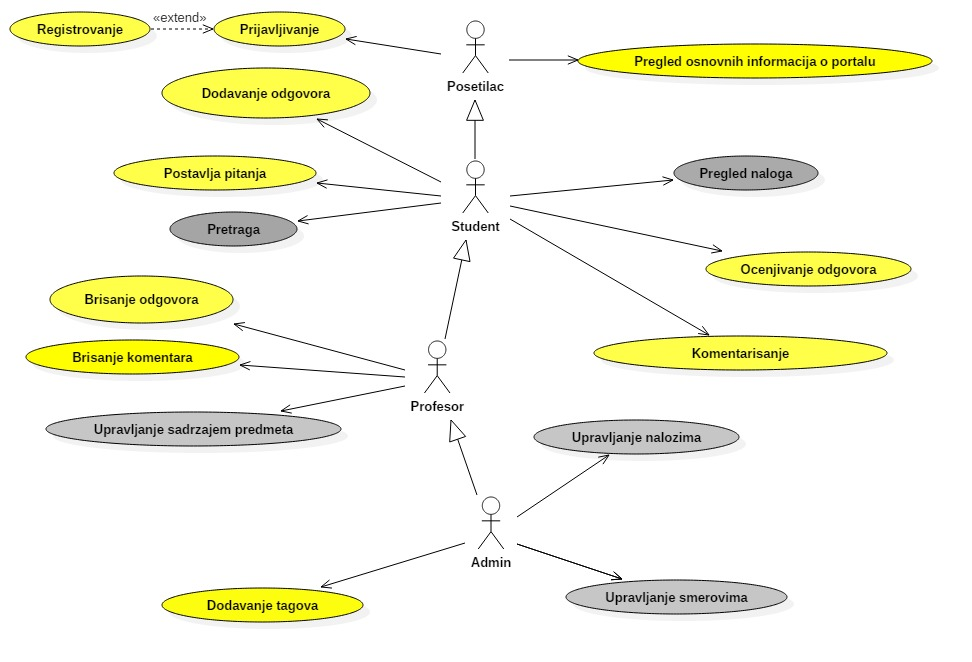 Registrovanje
«extend»
Prijavljivanje
Posetilac
Pregled osnovnih informacija o portalu
Dodavanje odgovora
Postavlja pitanja
Pretraga
Student
Pregled naloga
Ocenjivanje odgovora
Komentarisanje
Brisanje odgovora
Brisanje komentara
Upravljanje sadrzajem predmeta
Profesor
Upravljanje nalozima
Admin
Dodavanje tagova
Upravljanje smerovima